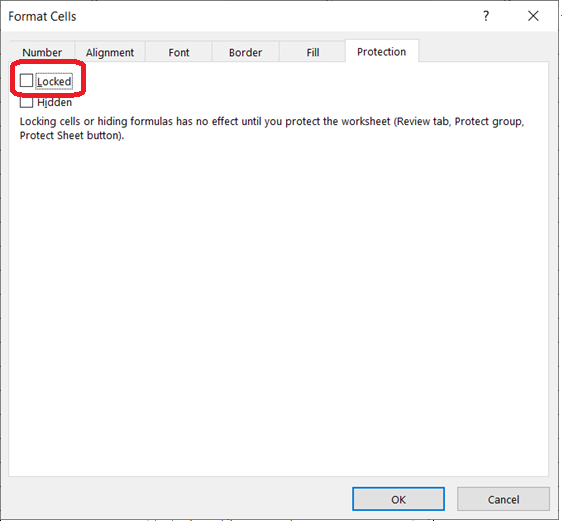 Format Cells
?
Number Alignment Font Border Fill Protection
Locked
Hidden
Locking cells or hiding formulas has no effect until you protect the worksheet (Review tab, Protect group,
Protect Sheet button).
OK Cancel